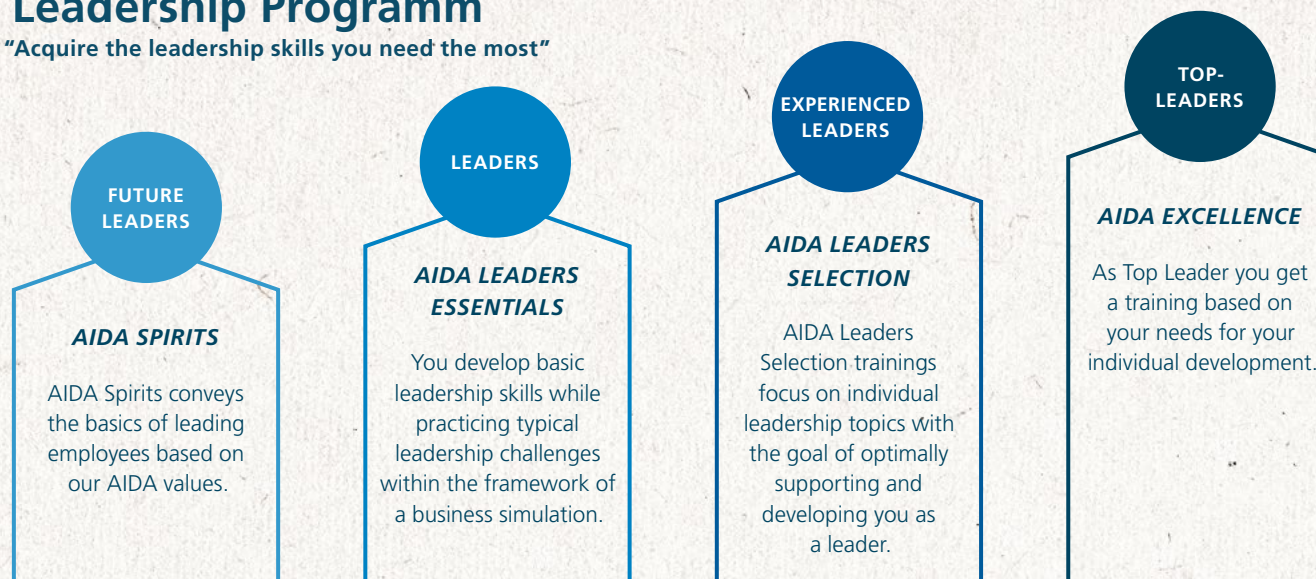 Leadership Programm
“Acquire the leadership skills you need the most”
FUTURE
LEADERS
AIDA SPIRITS
AIDA Spirits conveys
the basics of leading
employees based on
our AIDA values.
LEADERS
AIDA LEADERS
ESSENTIALS
You develop basic
leadership skills while
practicing typical
leadership challenges
within the framework of
a business simulation.
EXPERIENCED
LEADERS
AIDA LEADERS
SELECTION
AIDA Leaders
Selection trainings
focus on individual
leadership topics with
the goal of optimally
supporting and
developing you as
a leader.
TOP-
LEADERS
AIDA EXCELLENCE
As Top Leader you get
a training based on
your needs for your
individual development.